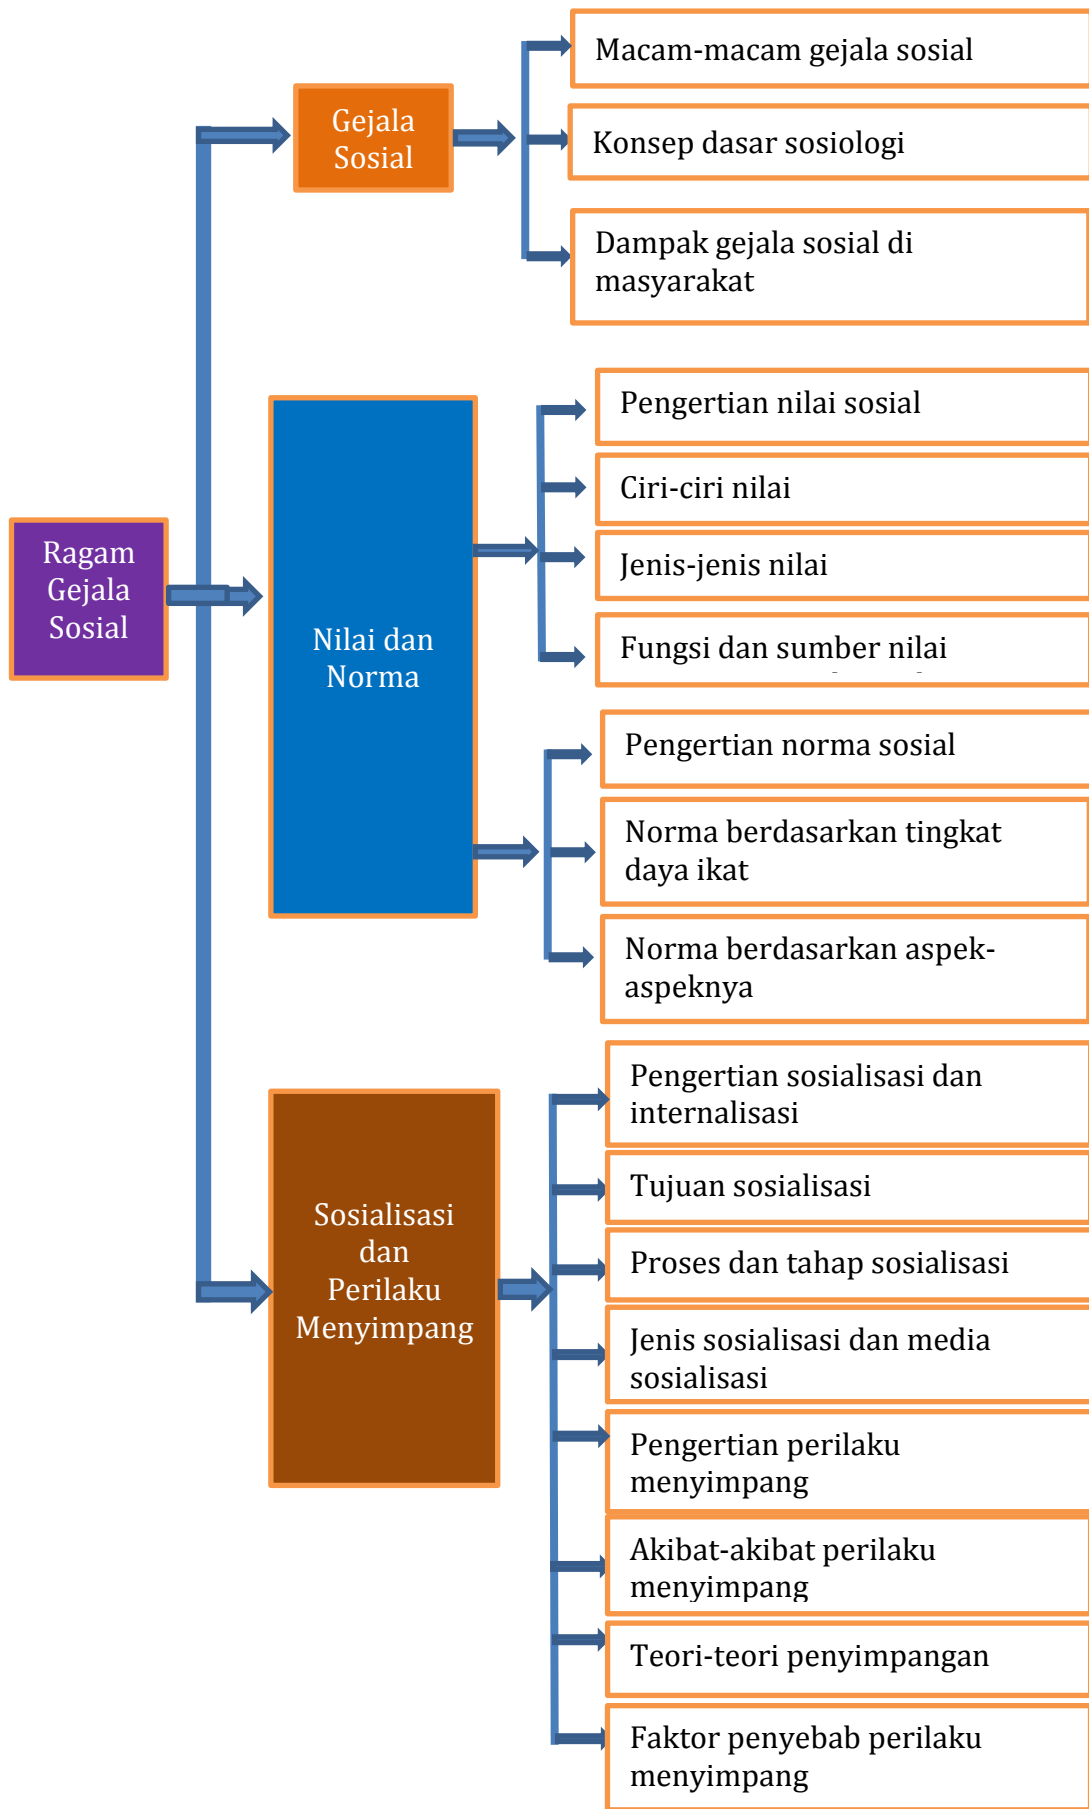 Ragam
Gejala
Sosial
Gejala
Sosial
Macam-macam gejala sosial
Konsep dasar sosiologi
Dampak gejala sosial di
masyarakat
Nilai dan
Norma
Pengertian nilai sosial
Ciri-ciri nilai
Jenis-jenis nilai
Fungsi dan sumber nilai
Pengertian norma sosial
Norma berdasarkan tingkat
daya ikat
Norma berdasarkan aspek-
aspeknya
Sosialisasi
dan
Perilaku
Menyimpang
Pengertian sosialisasi dan
internalisasi
Tujuan sosialisasi
Proses dan tahap sosialisasi
Jenis sosialisasi dan media
sosialisasi
Pengertian perilaku
menyimpang
Akibat-akibat perilaku
menyimpang
Teori-teori penyimpangan
Faktor penyebab perilaku
menyimpang